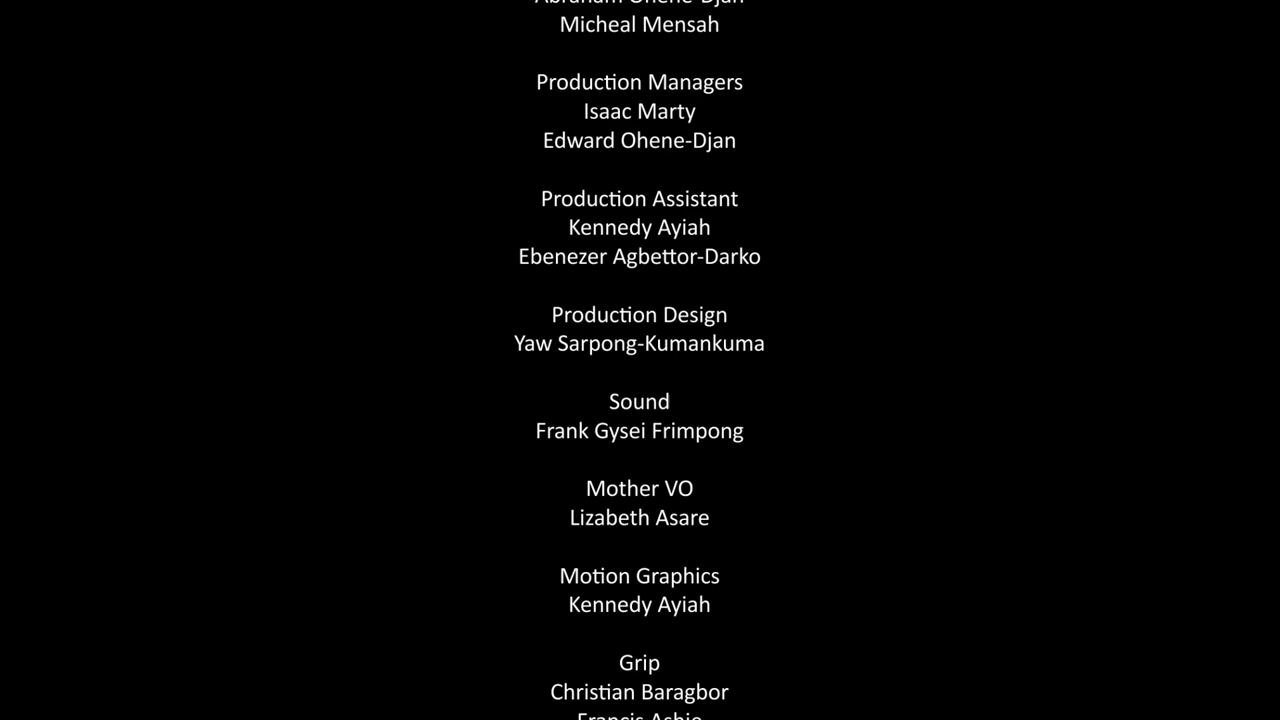 Abraham Ohene-Djan
Micheal Mensah
Production Managers
Isaac Marty
Edward Ohene-Djan
Production Assistant
Kennedy Ayiah
Ebenezer Agbettor-Darko
Production Design
Yaw Sarpong-Kumankuma
Sound
Frank Gysei Frimpong
Mother VO
Lizabeth Asare
Motion Graphics
Kennedy Ayiah
Grip
Christian Baragbor
Francis